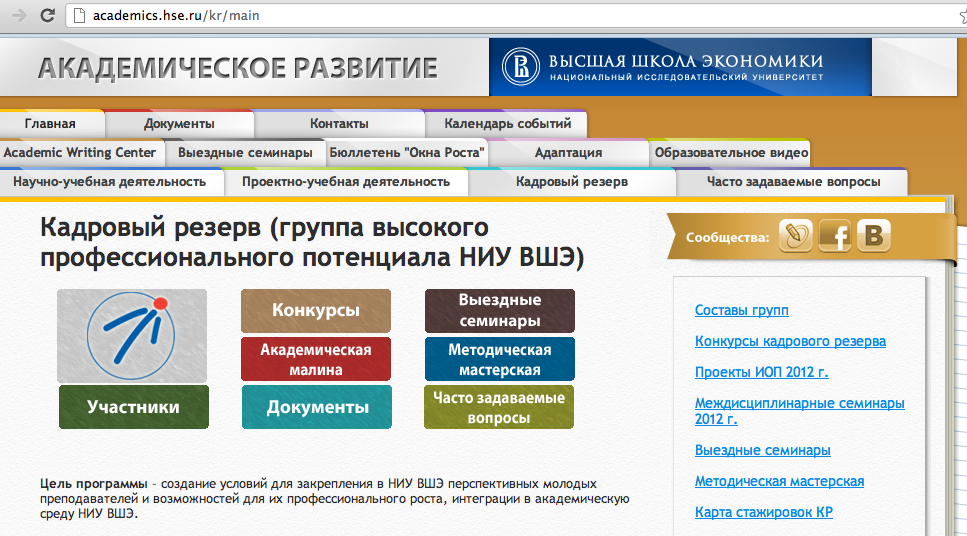 academics.hse.ru/kr/main
АКАДЕМИЧЕСКОЕ РАЗВИТИЕ
ВЫСШАЯ ШКОЛА ЭКОНОМИКИ
НАЦИОНАЛЬНЫЙ ИССЛЕДОВАТЕЛЬСКИЙ УНИВЕРСИТЕТ
Главная
Документы
Контакты
Календарь событий
Academic Writing Center
Выездные семинары
Бюллетень "Окна Роста"
Адаптация
Образовательное видео
Научно-учебная деятельность
Проектно-учебная деятельность
Кадровый резерв
Часто задаваемые вопросы
Кадровый резерв (группа высокого
профессионального потенциала НИУ ВШЭ)
Конкурсы
Выездные
семинары
Академическая
малина
Методическая
мастерская
Участники
Документы
Часто задаваемые
вопросы
Цель программы - создание условий для закрепления в НИУ ВШЭ перспективных молодых
преподавателей и возможностей для их профессионального роста, интеграции в академическую
среду НИУ ВШЭ.
Сообщества:
f
B
Составы групп
Конкурсы кадрового резерва
Проекты ИОП 2012 г.
Междисциплинарные семинары
2012 г.
Выездные семинары
Методическая мастерская
Карта стажировок КР